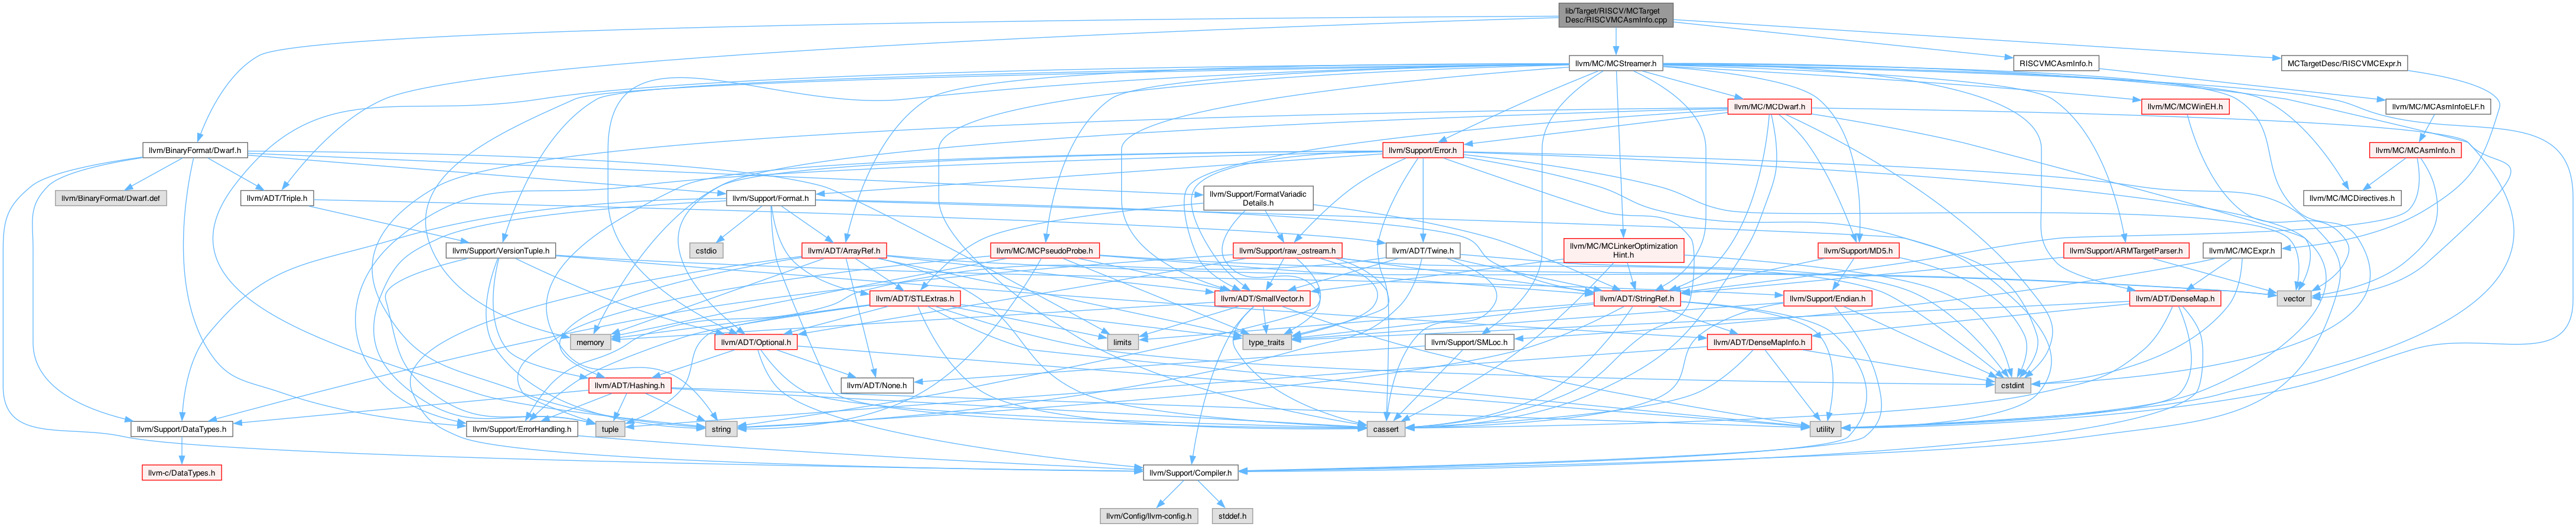 lib/Target/RISCV/MCTarget
Desc/RISCVMCAsmInfo.cpp
llvm/MC/MCStreamer.h
RISCVMCAsmInfo.h
MCTargetDesc/RISCVMCExpr.h
llvm/MC/MCDwarf.h
llvm/MC/MCWinEH.h
llvm/MC/MCAsmInfoELF.h
llvm/BinaryFormat/Dwarf.h
llvm/Support/Error.h
llvm/MC/MCAsmInfo.h
llvm/BinaryFormat/Dwarf.def
llvm/ADT/Triple.h
llvm/Support/Format.h
llvm/Support/FormatVariadic
Details.h
llvm/MC/MCDirectives.h
llvm/Support/VersionTuple.h
cstdio
llvm/ADT/ArrayRef.h
llvm/MC/MCPseudoProbe.h
llvm/Support/raw_ostream.h
llvm/ADT/Twine.h
llvm/MC/MCLinkerOptimization
Hint.h
llvm/Support/MD5.h
llvm/Support/ARMTargetParser.h
llvm/MC/MCExpr.h
llvm/ADT/STLExtras.h
llvm/ADT/SmallVector.h
llvm/ADT/StringRef.h
llvm/Support/Endian.h
llvm/ADT/DenseMap.h
vector
memory
llvm/ADT/Optional.h
limits
type_traits
llvm/Support/SMLoc.h
llvm/ADT/DenseMapInfo.h
llvm/ADT/Hashing.h
llvm/ADT/None.h
cstdint
llvm/Support/DataTypes.h
llvm/Support/ErrorHandling.h
tuple
string
cassert
utility
llvm-c/DataTypes.h
llvm/Support/Compiler.h
llvm/Config/llvm-config.h
stddef.h